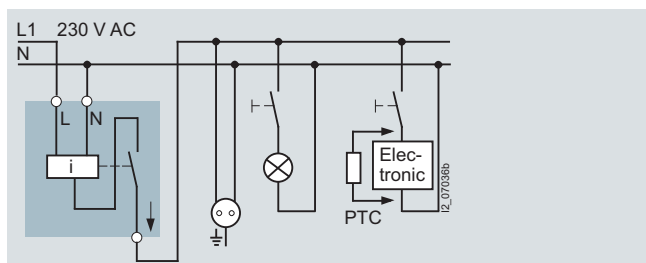 L1 230 V AC
N
L N
i
Elec-
tronic
PTC
I2_07036b